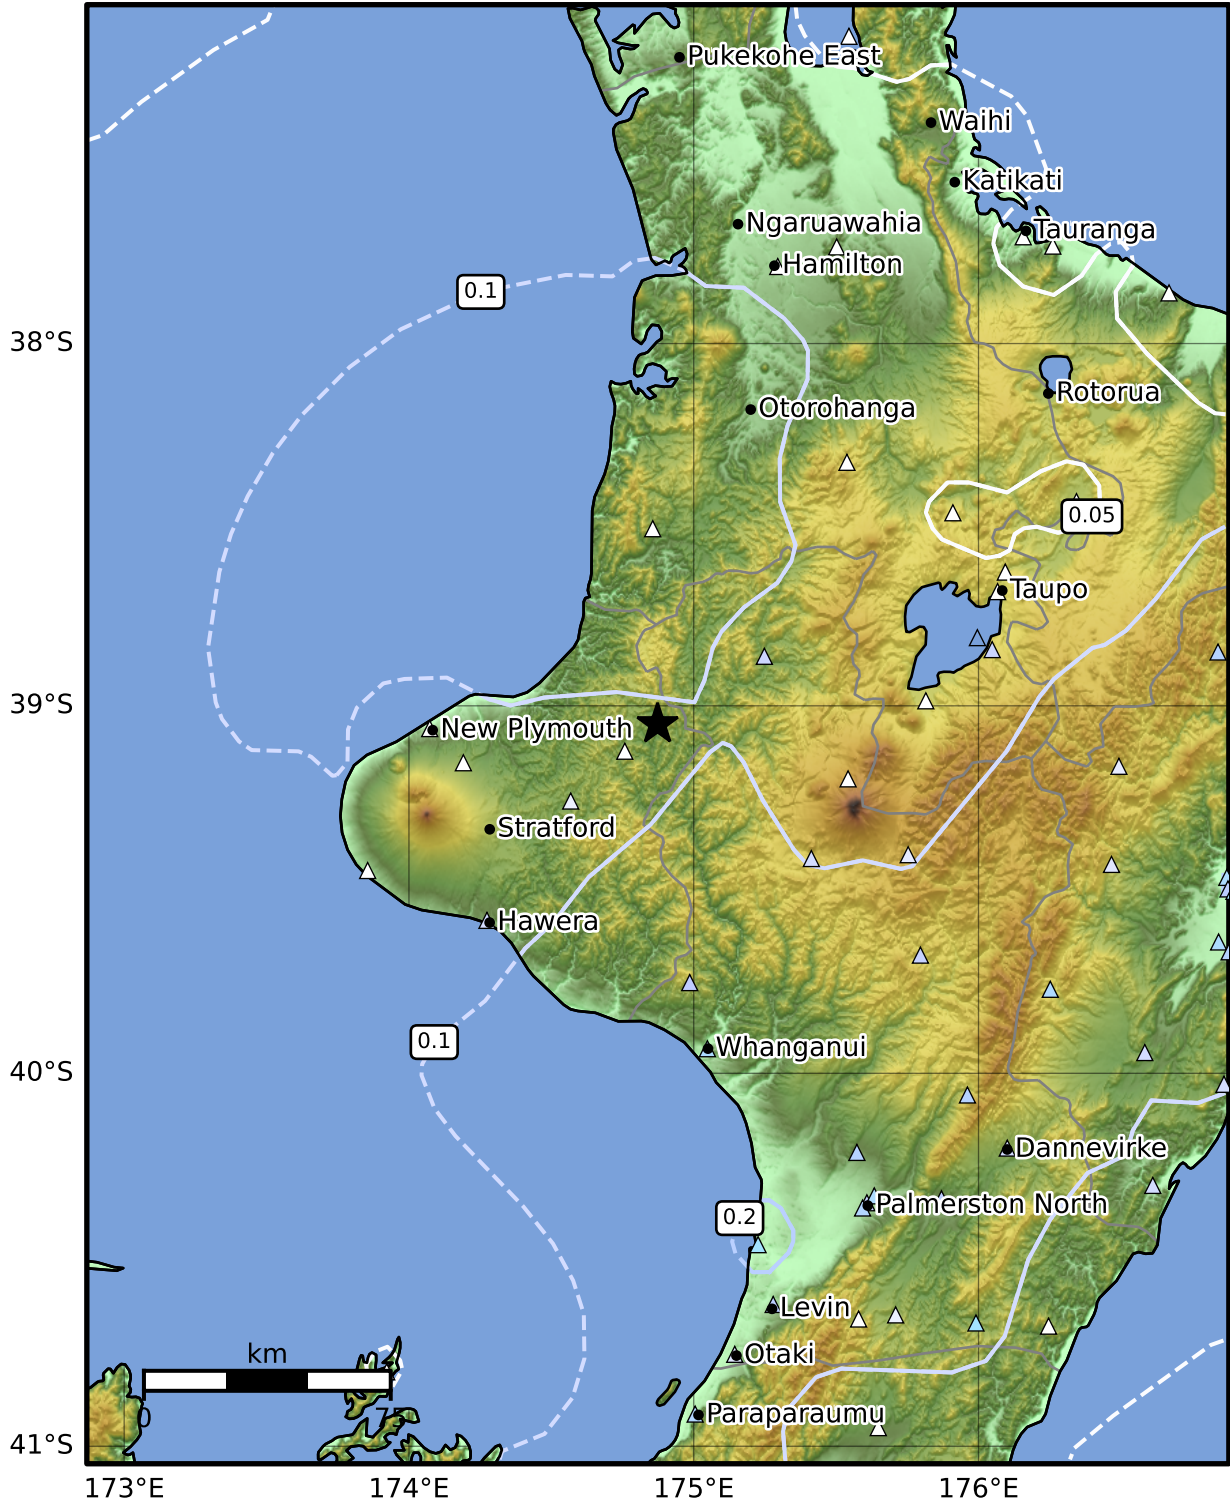 Pukekohe East
Waihi
Katikati
Ngaruawahia
Tauranga
Hamilton
0.1
38°S
Rotorua
Otorohanga
0.05
Taupo
39°S
New Plymouth
Stratford
Hawera
0.1
Whanganui
40°S
Dannevirke
Palmerston North
0.2
Levin
Otaki
km
0
75
Paraparaumu
41°S
173°E
174°E
175°E
176°E